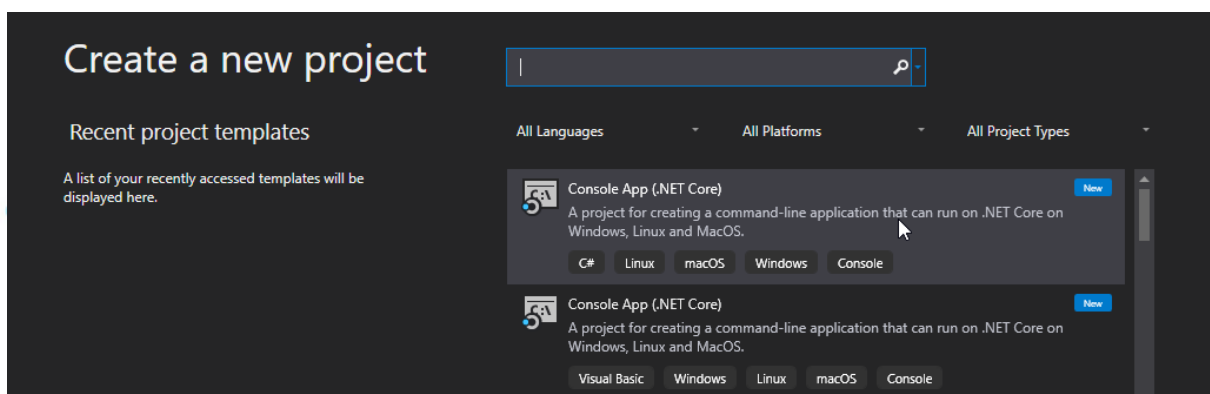 Create a new project
Recent project templates
A list of your recently accessed templates will be
displayed here.
All Languages
All Platforms
All Project Types
Console App (.NET Core)
New
A project for creating a command-line application that can run on .NET Core on
Windows, Linux and MacOS.
C# Linux macOS Windows Console
Console App (.NET Core)
New
A project for creating a command-line application that can run on .NET Core on
Windows, Linux and MacOS.
Visual Basic Windows Linux macOS Console